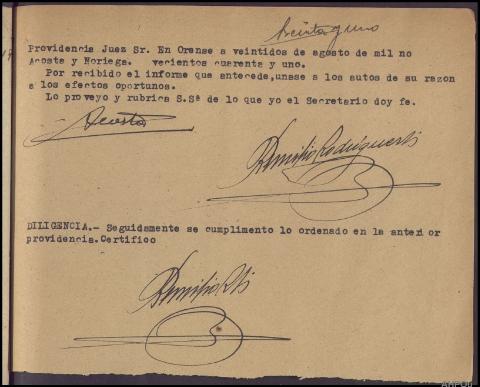 treinta y uno
Providencia Juez Sr. En Orense a veintidos de agosto de mil no
Acosta y Noriega. vecientos cuarenta y uno.
Por recibido el informe que antecede,unase a los autos de su razon
a los efectos oportunos.
Lo proveyo y rubrica S.Sª de lo que yo el Secretario doy fe.
Acosta
Remilio Rodriguez
DILIGENCIA.- Seguidamente se cumplimento lo ordenado en la anteri or
providencia.Certifico